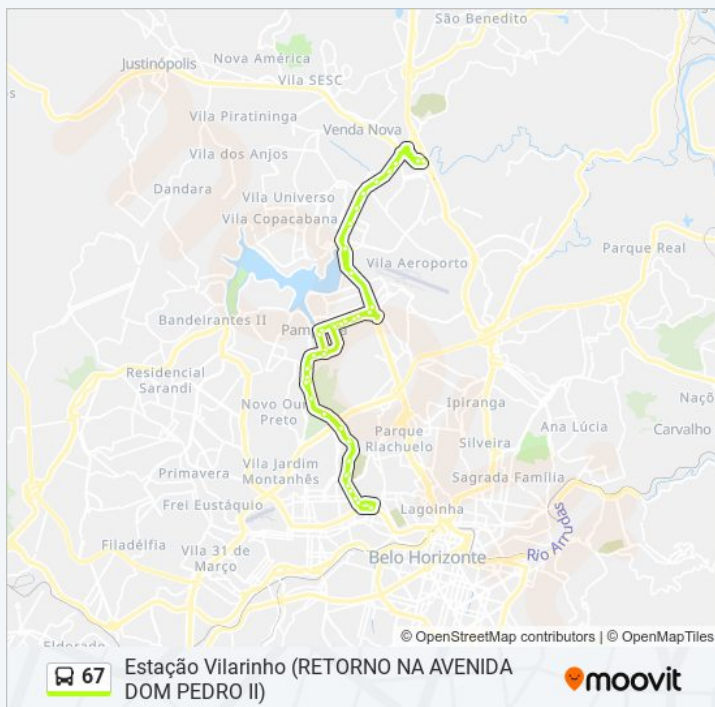 São Benedito
Nova América
Justinópolis
Vila SESC
s
Vila Piratininga
Venda Nova
Vila dos Anjos
Dandara
Vila Universo
Vila Copacabana
Parque Real
Vila Aeroporto
Bandeirantes II
Pam
Residencial
Sarandi
Naçõ
Novo Our
Preto
Ipiranga
Ana Lúcia
Carvalho
Parque
Riachuelo
Silveira
Vila Jardim
Montanhês
Primavera
Sagrada Família
Frei Eustáquio
Lagoinha
Filadélfia
Vila 31 de
Março
Belo Horizonte
Rio Arrudas
Eldorado
© OpenStreetMap contributors | © OpenMapTiles
67
Estação Vilarinho (RETORNO NA AVENIDA
DOM PEDRO II)
moovit